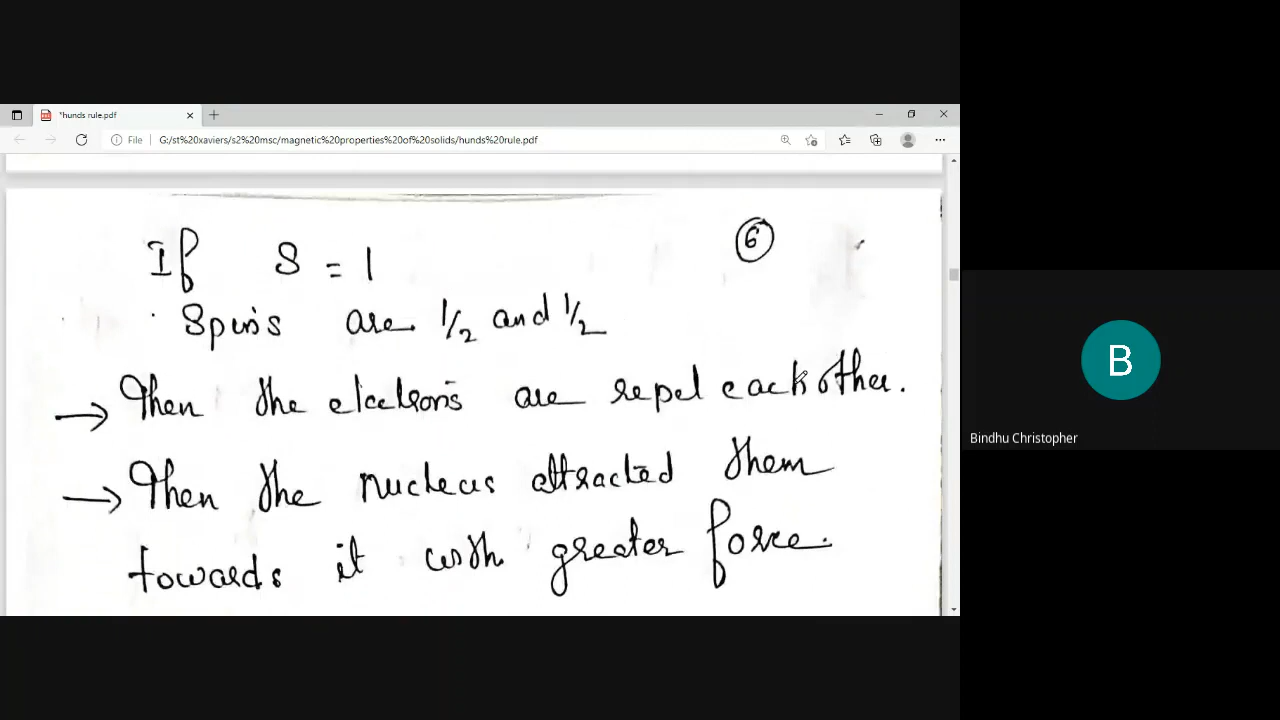 *hunds rule.pdf
File
G:/st%20xaviers/s2%20msc/magnetic%20properties%20of%20solids/hunds%20rule.pdf
6
If S = 1
Spins are 1/2 and 1/2
→ Then the electrons are repel each other.
→ Then the nucleus attracted them
towards it with greater force.
B
Bindhu Christopher